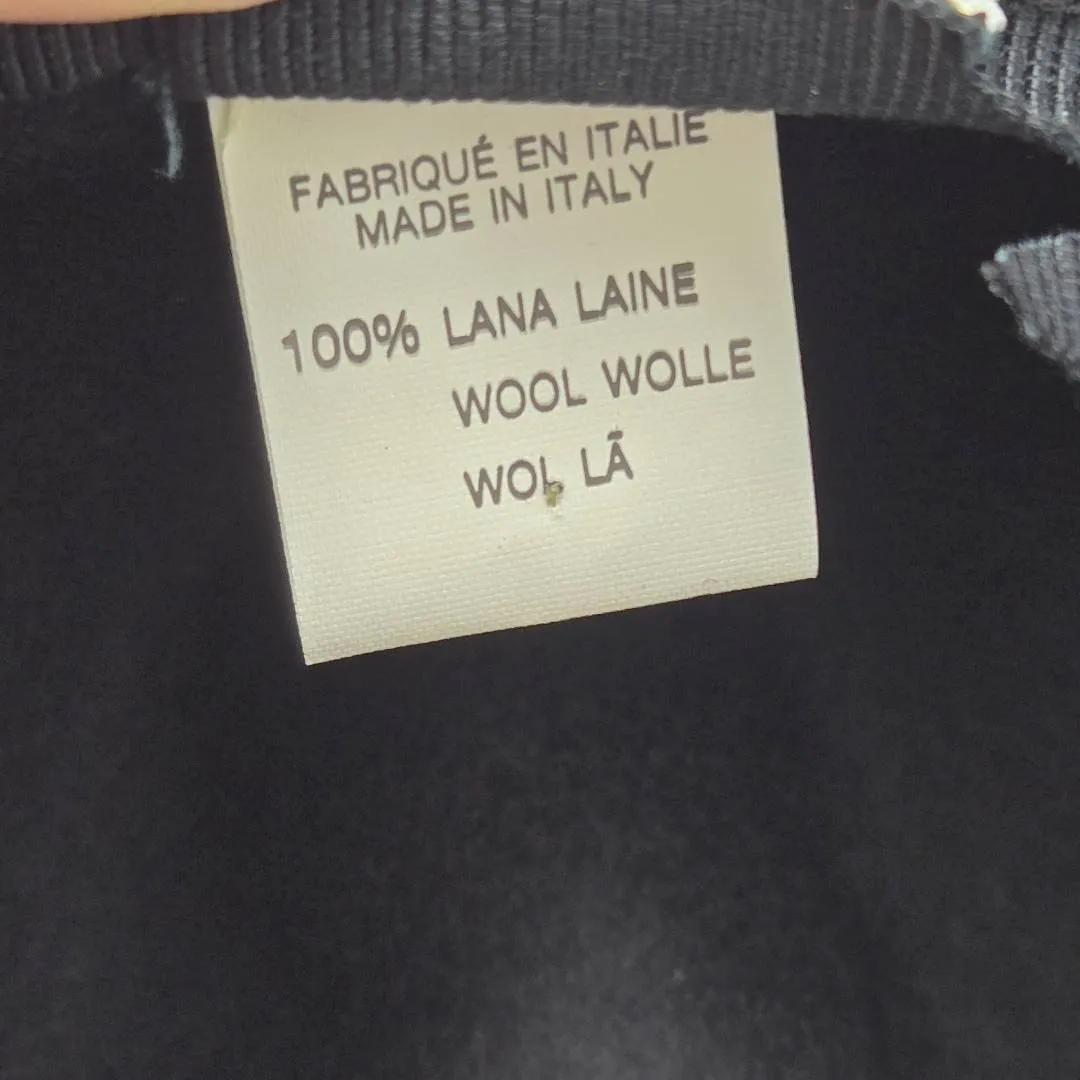 FABRIQUÉ EN ITALIE
MADE IN ITALY
100% LANA LAINE
WOOL WOLLE
WOL LÃ